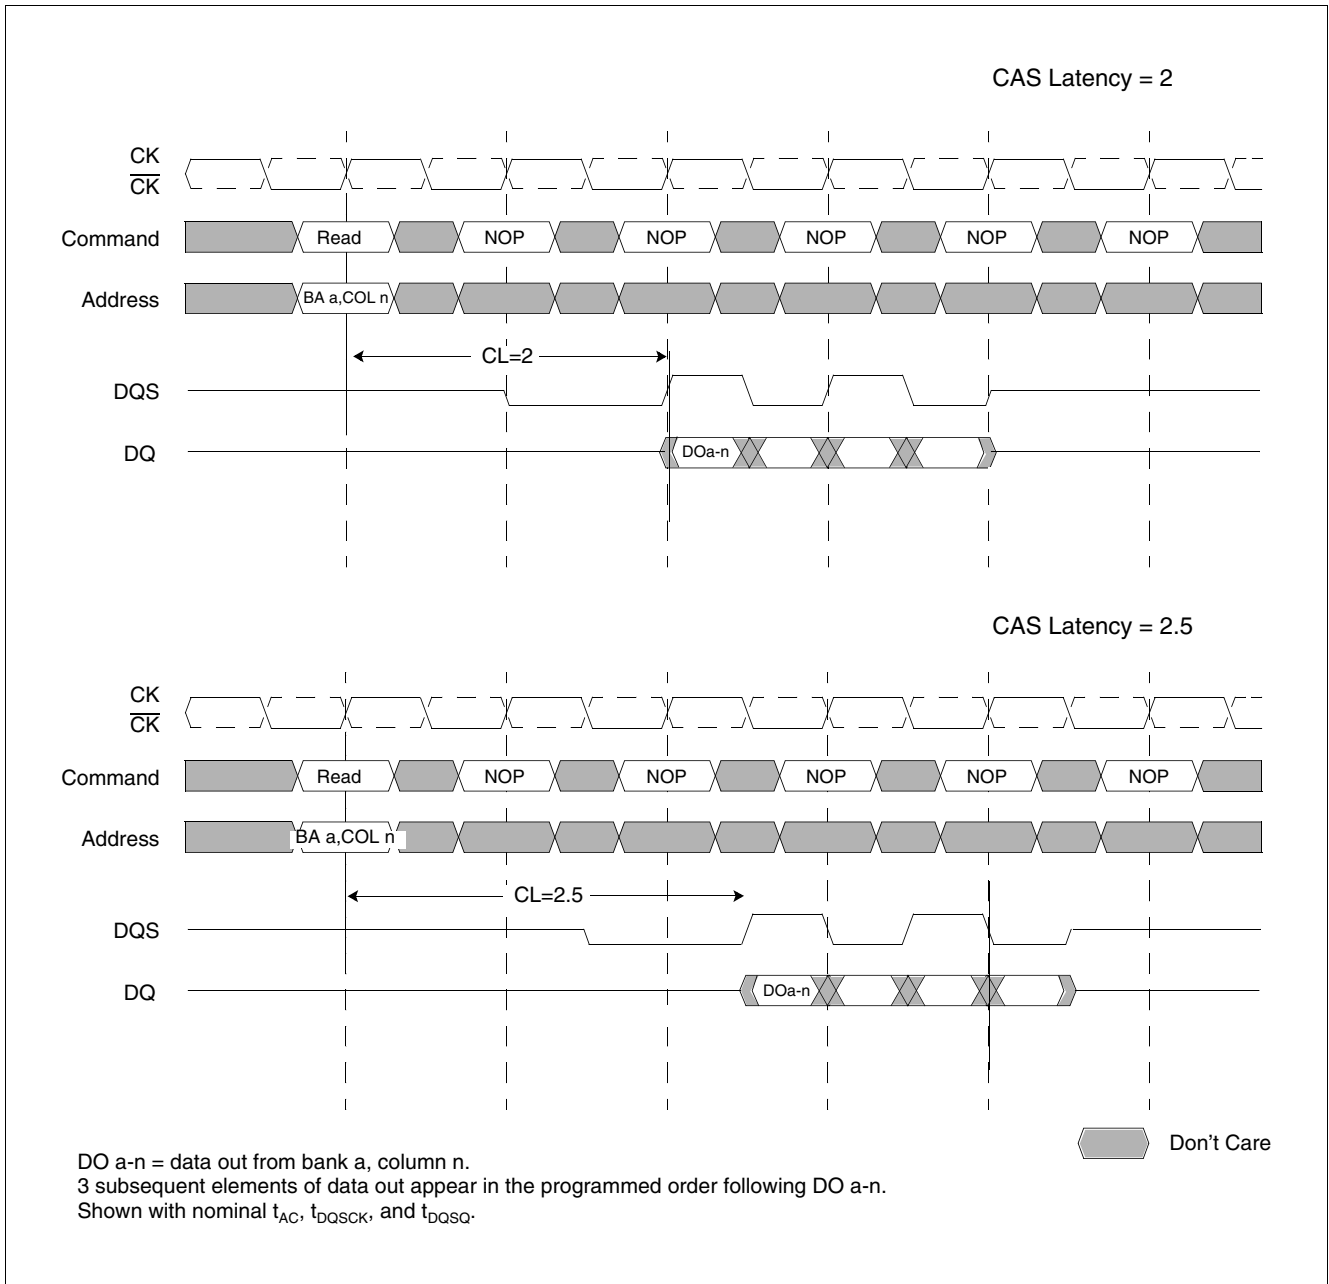 CAS Latency = 2
CK
CK
Command
Read
NOP
NOP
NOP
NOP
NOP
Address
BA a,COL n
CL=2
DQS
DQ
DOa-n
CAS Latency = 2.5
CK
CK
Command
Read
NOP
NOP
NOP
NOP
NOP
Address
BA a,COL n
CL=2.5
DQS
DQ
DOa-n
Don't Care
DO a-n = data out from bank a, column n.
3 subsequent elements of data out appear in the programmed order following DO a-n.
Shown with nominal tAC, tDQSCK, and tDQSQ.